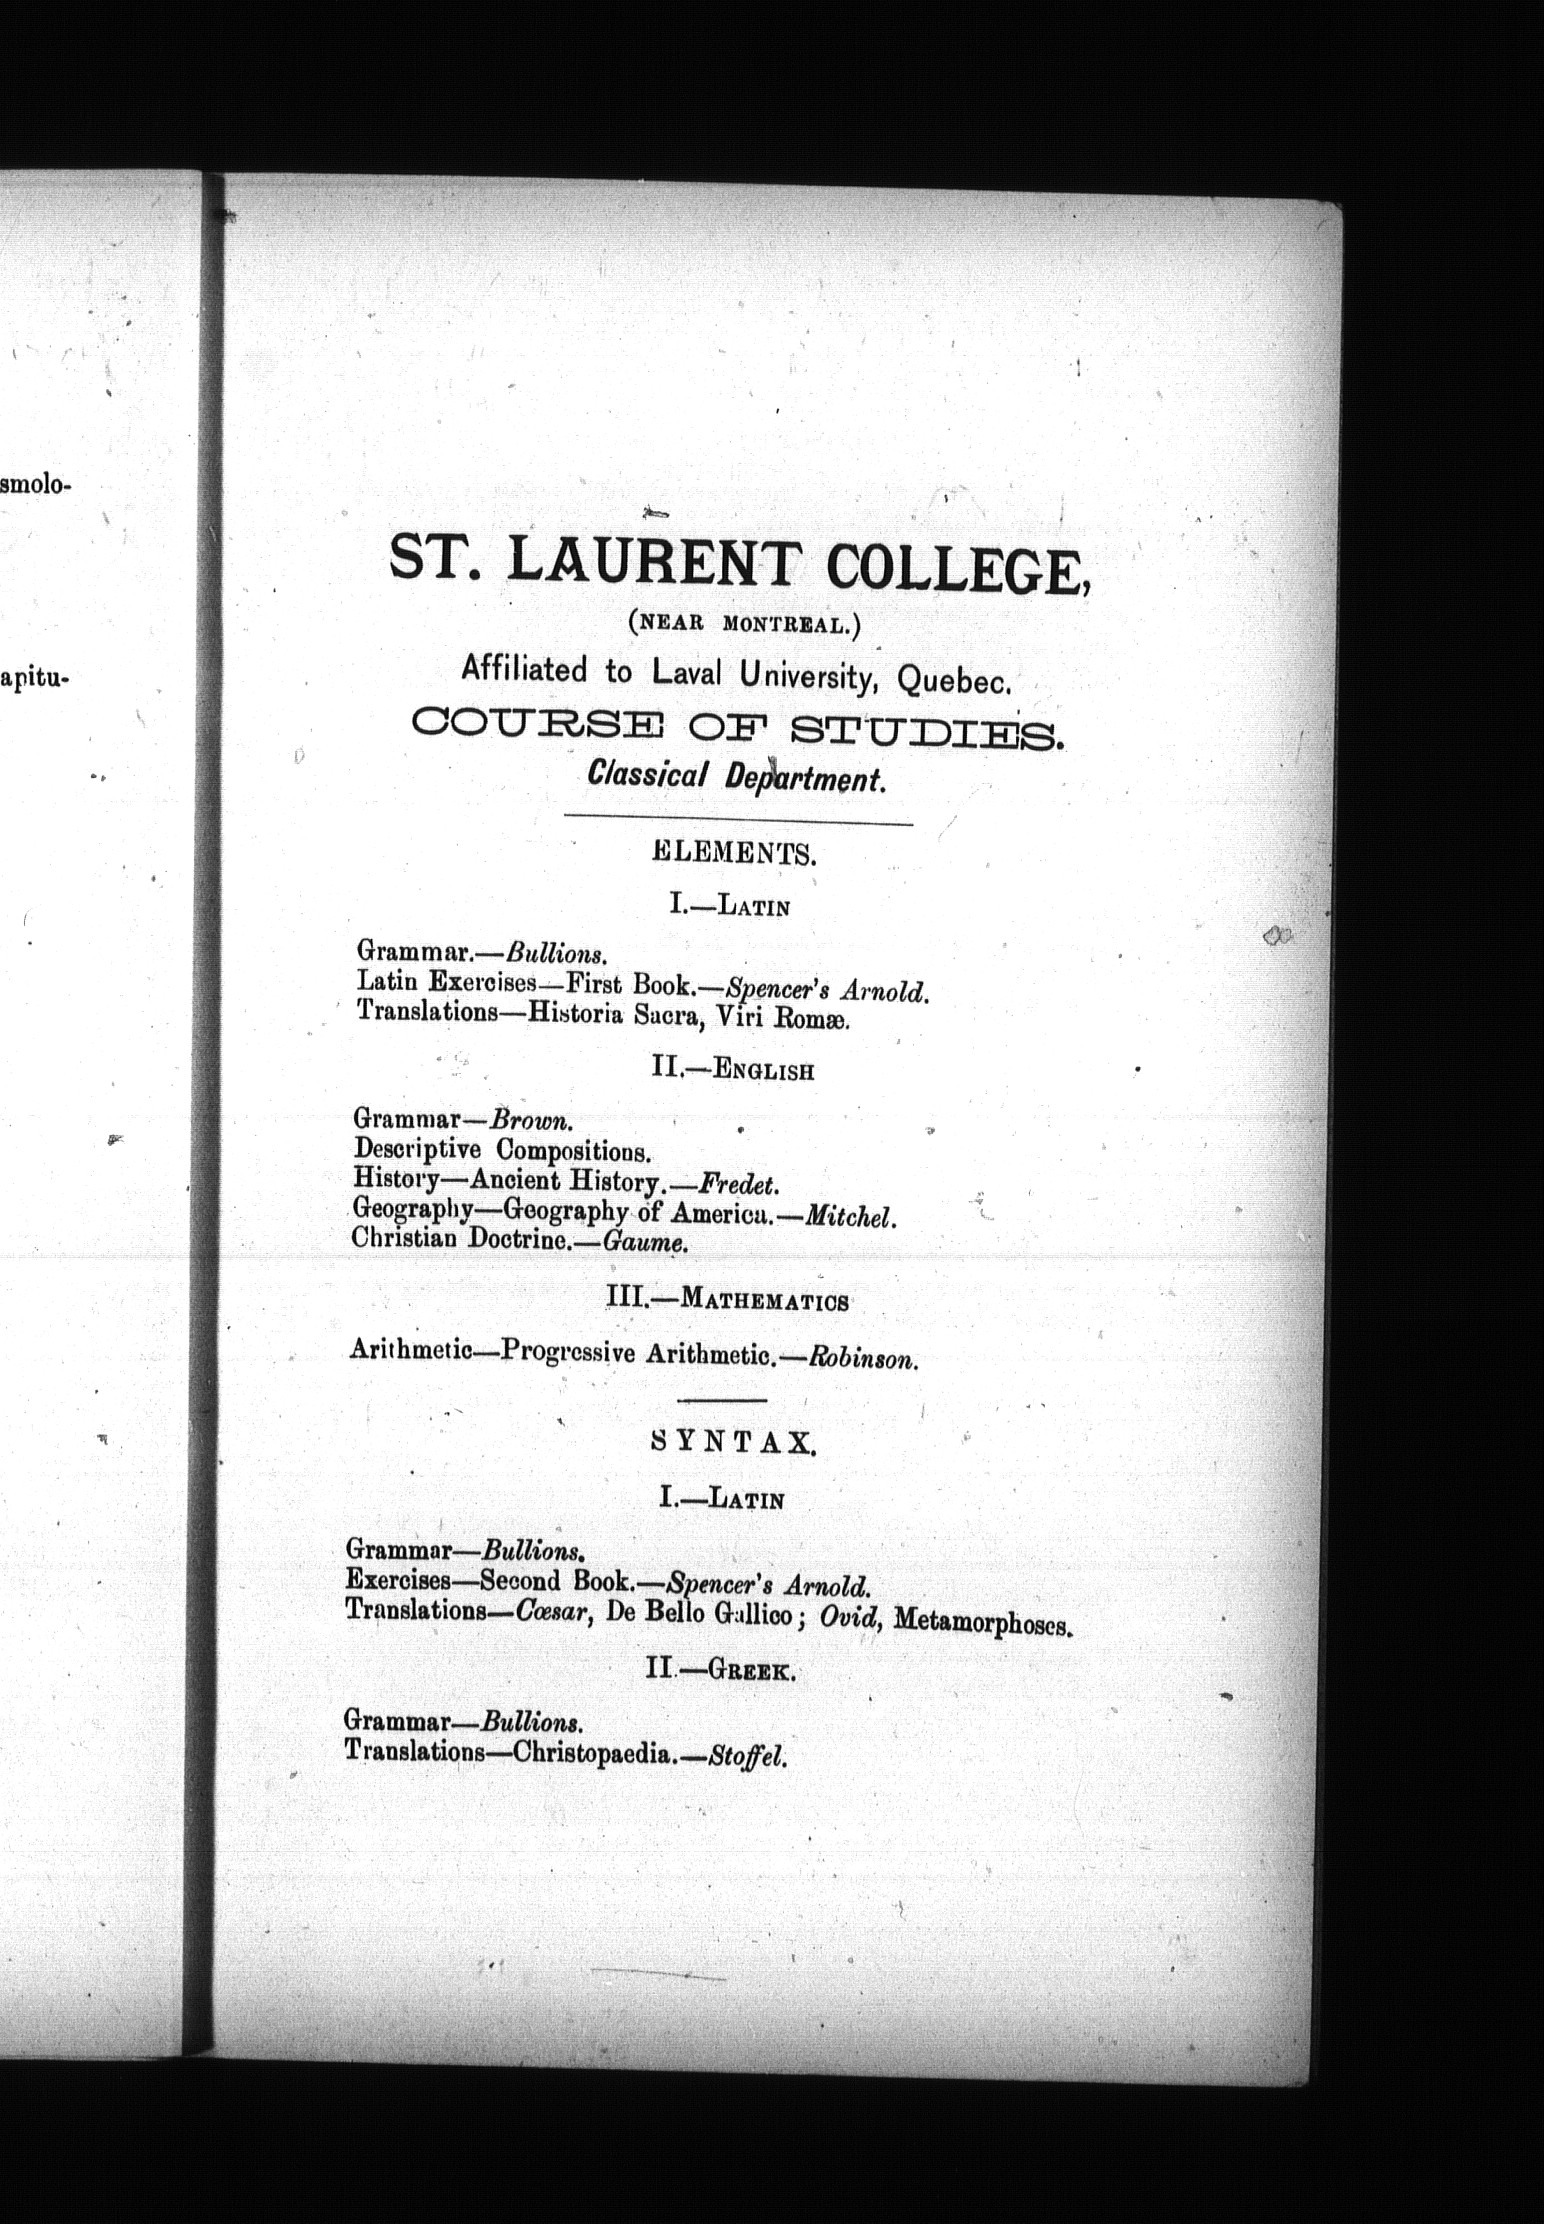 smolo-
apitu-
ST. LAURENT COLLEGE,
(NEAR MONTREAL.)
Affiliated to Laval University, Quebec.
COURSE OF STUDIES.
Classical Department.
ELEMENTS.
I.—LATIN
Grammar.—Bullions.
Latin Exercises—First Book.—Spencer's Arnold.
Translations—Historia Sacra, Viri Romæ.
II.—ENGLISH
Grammar—Brown.
Descriptive Compositions.
History—Ancient History.—Fredet.
Geography—Geography of America.—Mitchel.
Christian Doctrine.—Gaume.
III.—MATHEMATICS
Arithmetic—Progressive Arithmetic.—Robinson.
SYNTAX.
I.—LATIN
Grammar—Bullions.
Exercises—Second Book.—Spencer's Arnold.
Translations—Cœsar, De Bello Gallico; Ovid, Metamorphoses.
II.—GREEK.
Grammar—Bullions.
Translations—Christopaedia.—Stoffel.